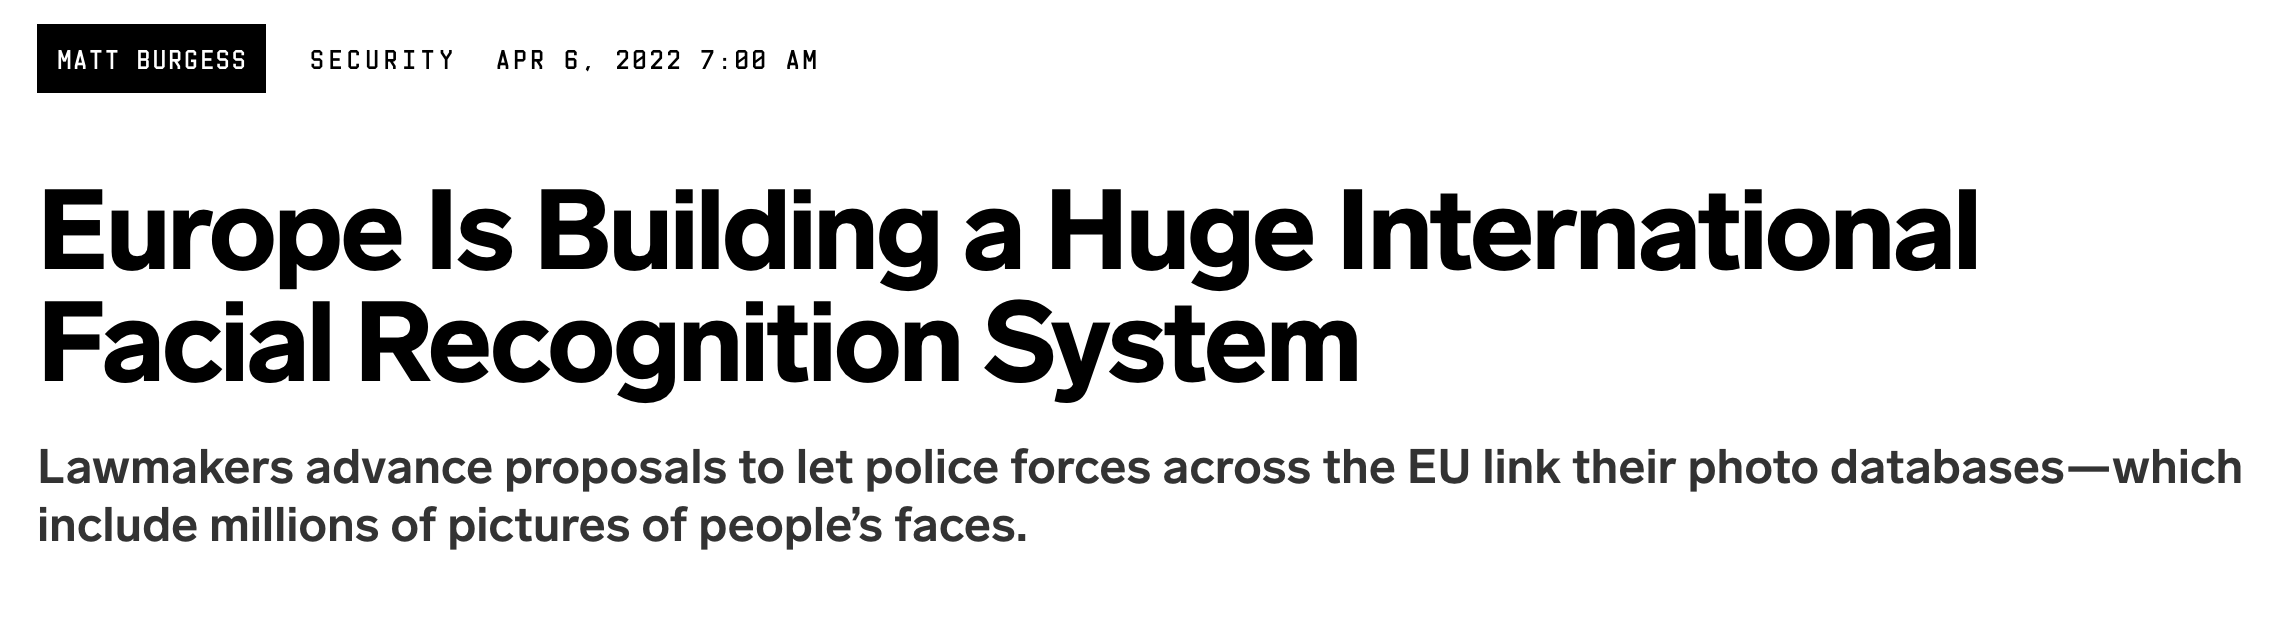 MATT BURGESS SECURITY APR 6, 2022 7:00 AM
Europe Is Building a Huge International
Facial Recognition System
Lawmakers advance proposals to let police forces across the EU link their photo databases—which
include millions of pictures of people’s faces.